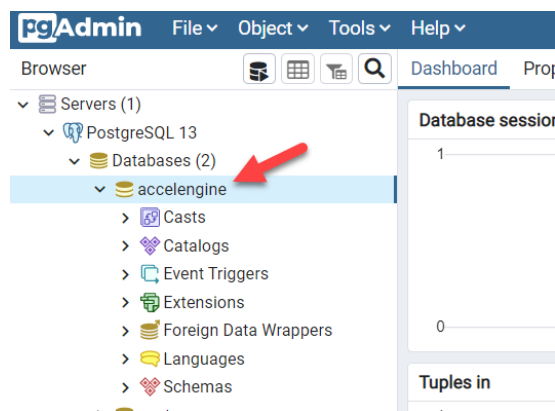 pgAdmin File Object Tools Help
Browser Dashboard
Servers (1)
Database
PostgreSQL 13
1
Databases (2)
accelengine
Casts
Catalogs
Event Triggers
Extensions
0
Foreign Data Wrappers
Languages
Schemas
Tuples in